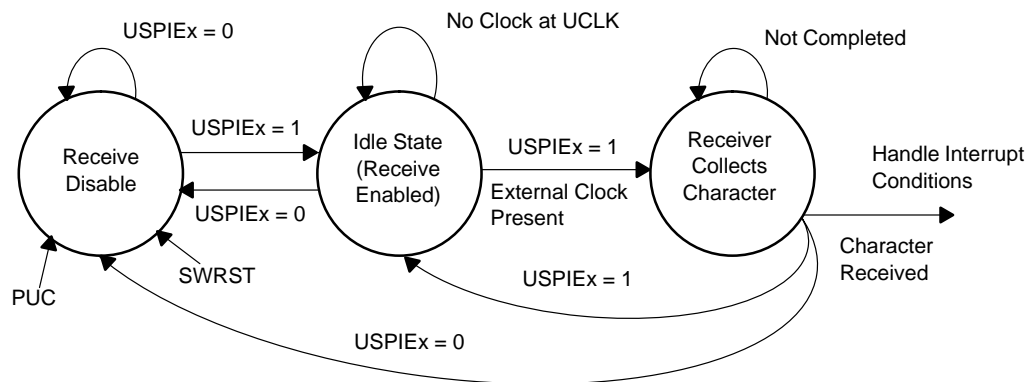 USPIEx = 0
No Clock at UCLK
Not Completed
Receive
Disable
USPIEx = 1
USPIEx = 0
Idle State
(Receive
Enabled)
USPIEx = 1
External Clock
Present
Receiver
Collects
Character
Handle Interrupt
Conditions
Character
Received
PUC
SWRST
USPIEx = 1
USPIEx = 0